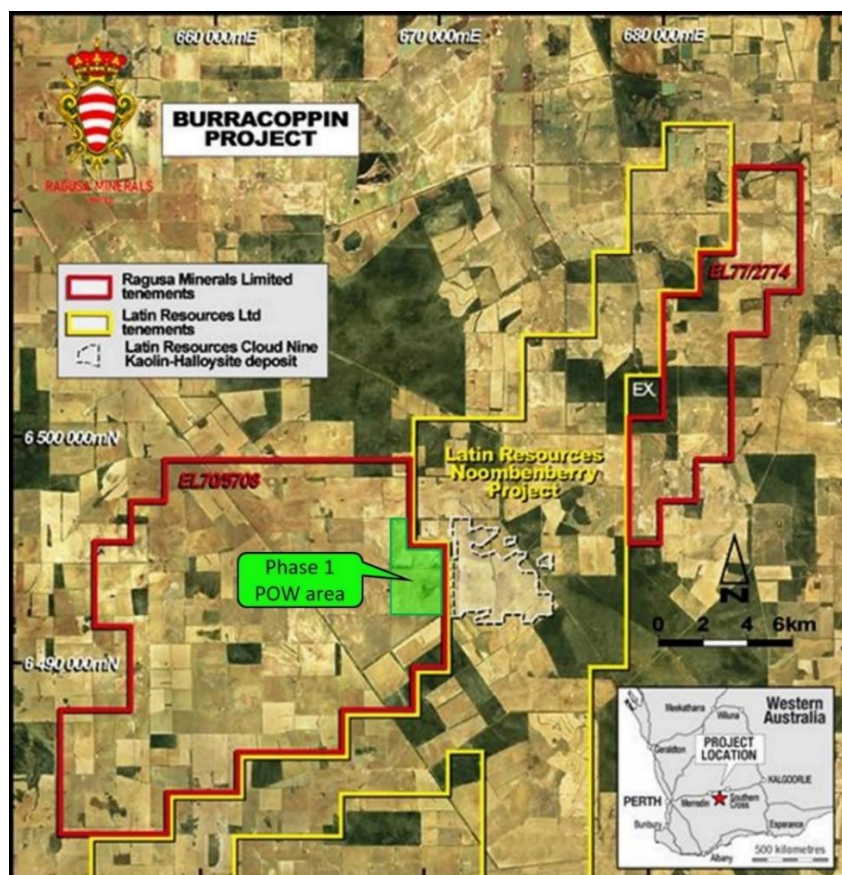 660 000mE
670 000mE
680 000mE
BURRACOPPIN
PROJECT
RAGUSA MINERALS
EL77/2774
Ragusa Minerals Limited
tenements
Latin Resources Ltd
tenements
Latin Resources Cloud Nine
Kaolin-Halloysite deposit
EX.
6 500 000mN
Latin Resources
Noombenberry
Project
EL70/5708
Phase 1
POW area
N
0 2 4 6km
6 490 000mN
Western
Australia
Meekatharra
Wiluna
Geraldton
PROJECT
LOCATION
KALGOORLIE
PERTH
Merredin
Southern
Cross
Bunbury
Esperance
Albany
500 kilometres